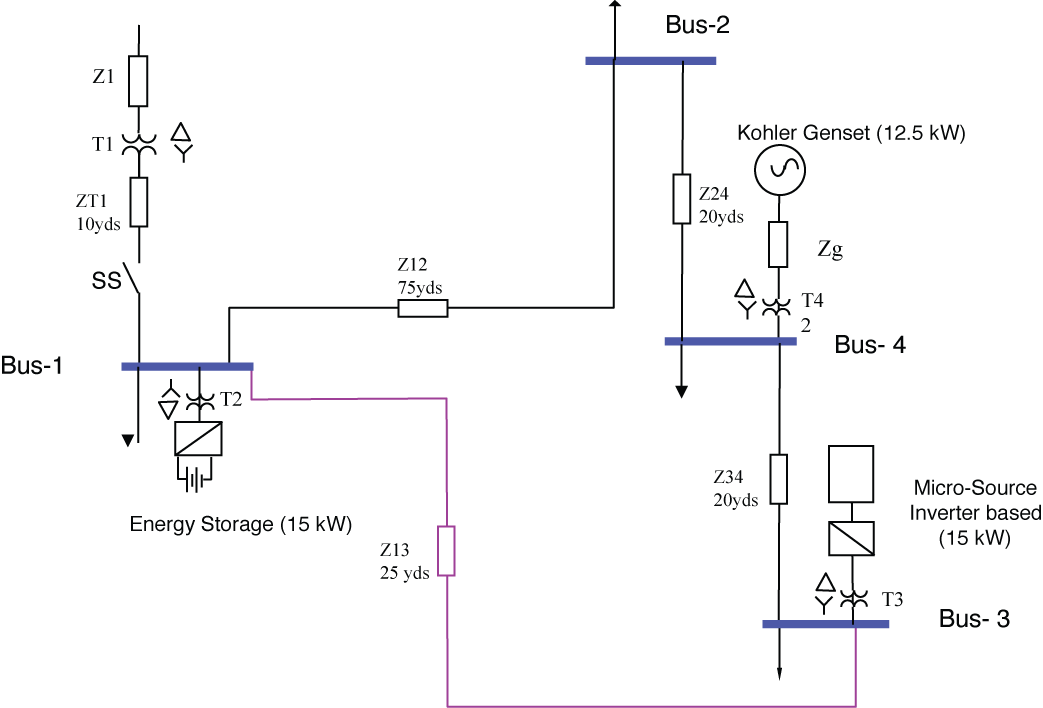 Bus-2
Z1
Kohler Genset (12.5 kW)
T1
ZT1
10yds
Z24
20yds
Zg
SS
Z12
75yds
T4
2
Bus- 4
Bus-1
T2
Z34
20yds
Micro-Source
Inverter based
(15 kW)
Energy Storage (15 kW)
Z13
25 yds
T3
Bus- 3